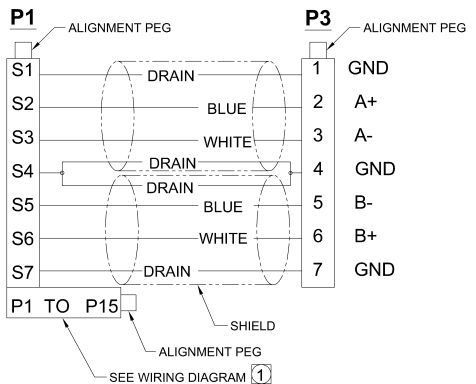 P1
P3
ALIGNMENT PEG
ALIGNMENT PEG
S1 DRAIN 1 GND
S2 BLUE 2 A+
S3 WHITE 3 A-
DRAIN
S4 4 GND
DRAIN
S5 BLUE 5 B-
S6 WHITE 6 B+
S7 DRAIN 7 GND
P1 TO P15
SHIELD
ALIGNMENT PEG
SEE WIRING DIAGRAM 1